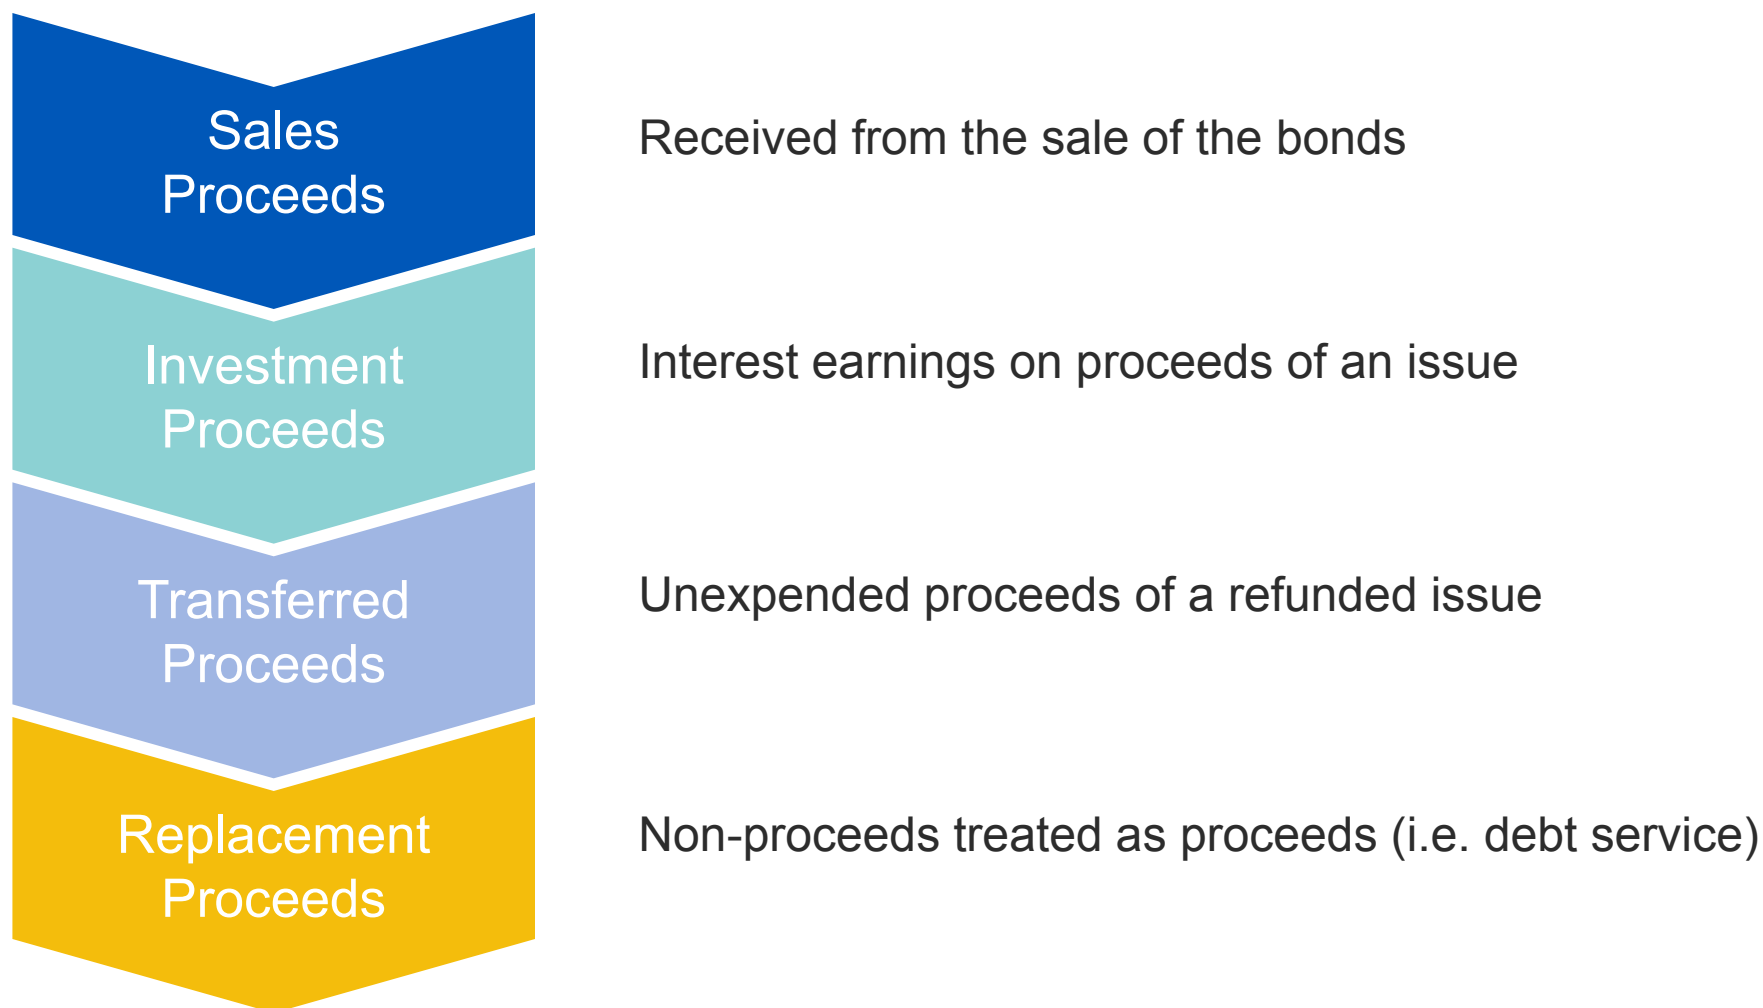 Sales
Proceeds
Received from the sale of the bonds
Investment
Proceeds
Interest earnings on proceeds of an issue
Transferred
Proceeds
Unexpended proceeds of a refunded issue
Replacement
Proceeds
Non-proceeds treated as proceeds (i.e. debt service)